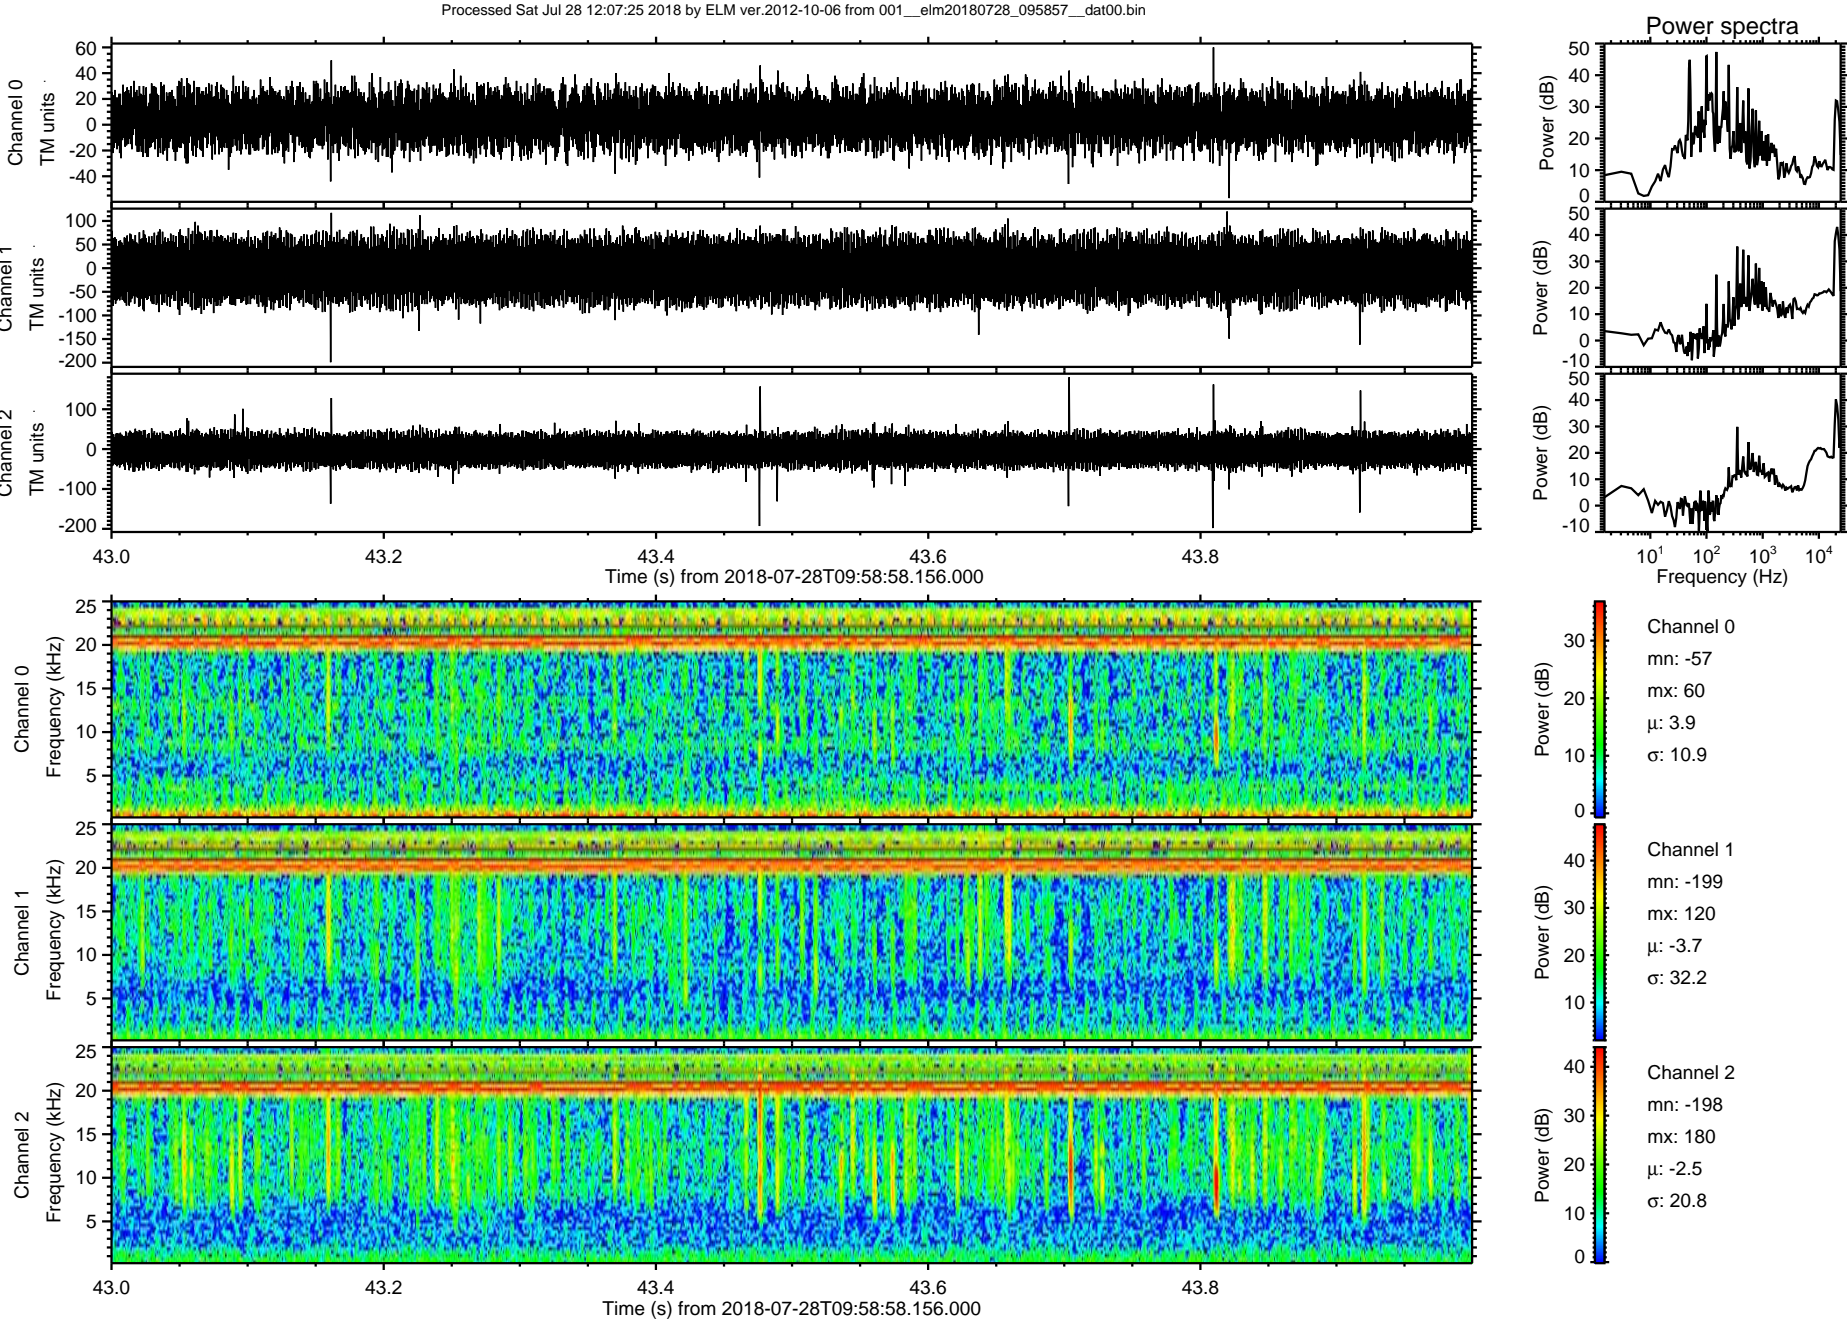 Processed Sat Jul 28 12:07:25 2018 by ELM ver.2012-10-06 from 001__elm20180728_095857__dat00.bin
Power spectra
Channel 0
TM units
60
40
20
0
-20
-40
Power (dB)
50
40
30
20
10
0
Channel 1
TM units
100
50
0
-50
-100
-150
-200
Power (dB)
50
40
30
20
10
0
-10
Channel 2
TM units
100
0
-100
-200
Power (dB)
50
40
30
20
10
0
-10
43.0 43.2 43.4 43.6 43.8
Time (s) from 2018-07-28T09:58:58.156.000
10¹ 10² 10³ 10⁴
Frequency (Hz)
Channel 0
Frequency (kHz)
25
20
15
10
5
Power (dB)
30
20
10
0
Channel 0
mn: -57
mx: 60
μ: 3.9
σ: 10.9
Channel 1
Frequency (kHz)
25
20
15
10
5
Power (dB)
40
30
20
10
Channel 1
mn: -199
mx: 120
μ: -3.7
σ: 32.2
Channel 2
Frequency (kHz)
25
20
15
10
5
Power (dB)
40
30
20
10
0
Channel 2
mn: -198
mx: 180
μ: -2.5
σ: 20.8
43.0 43.2 43.4 43.6 43.8
Time (s) from 2018-07-28T09:58:58.156.000